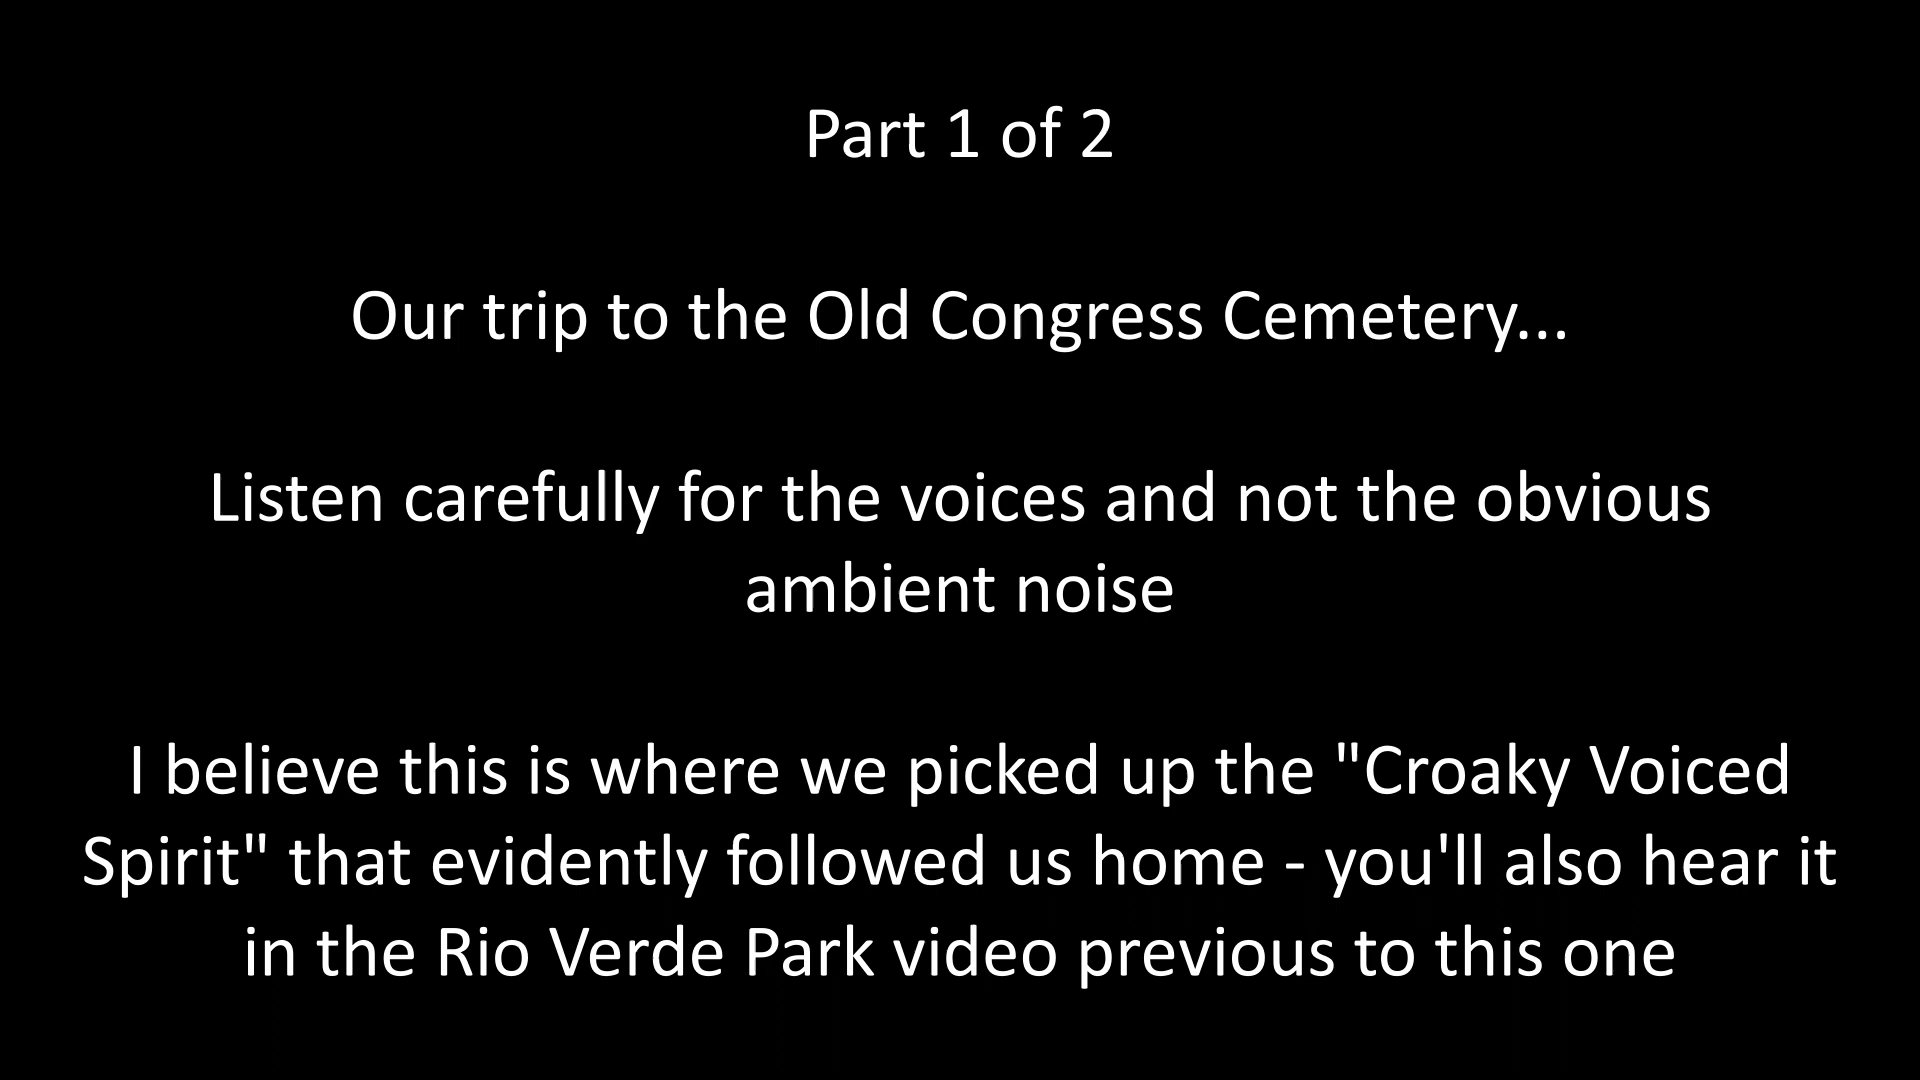 Part 1 of 2
Our trip to the Old Congress Cemetery...
Listen carefully for the voices and not the obvious
ambient noise
I believe this is where we picked up the "Croaky Voiced
Spirit" that evidently followed us home - you'll also hear it
in the Rio Verde Park video previous to this one